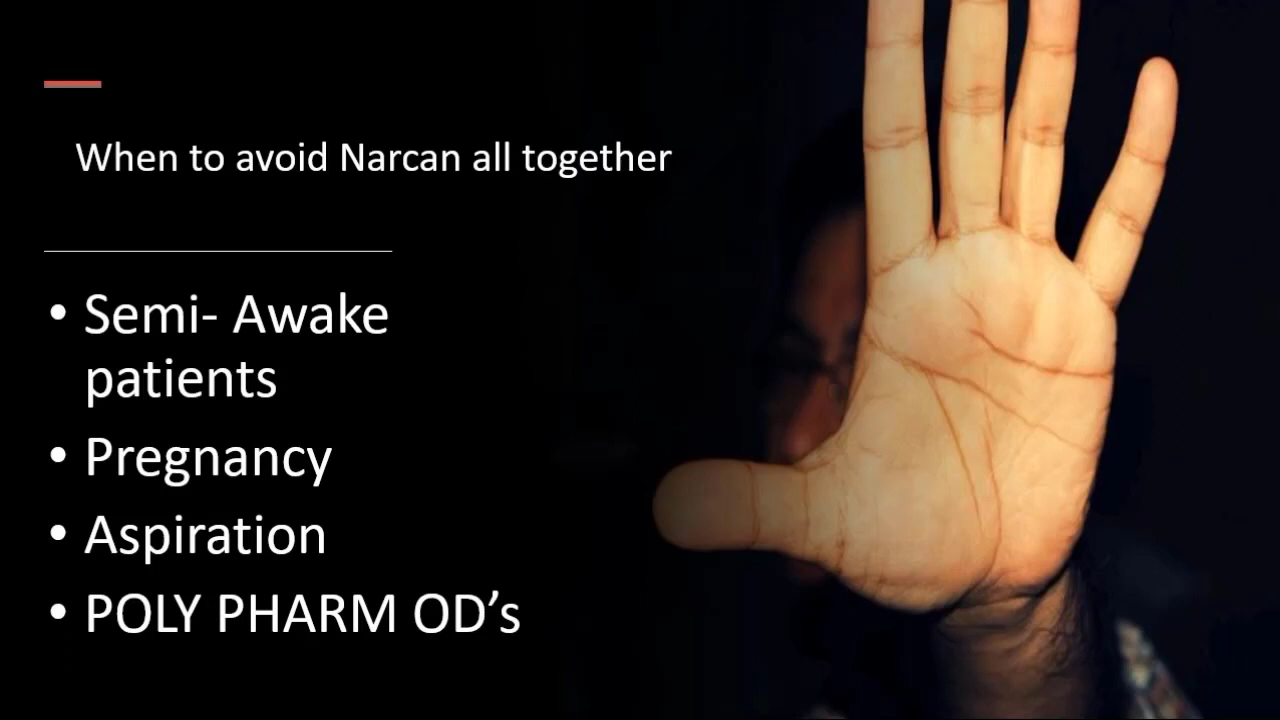 When to avoid Narcan all together
• Semi- Awake
patients
• Pregnancy
• Aspiration
• POLY PHARM OD’s